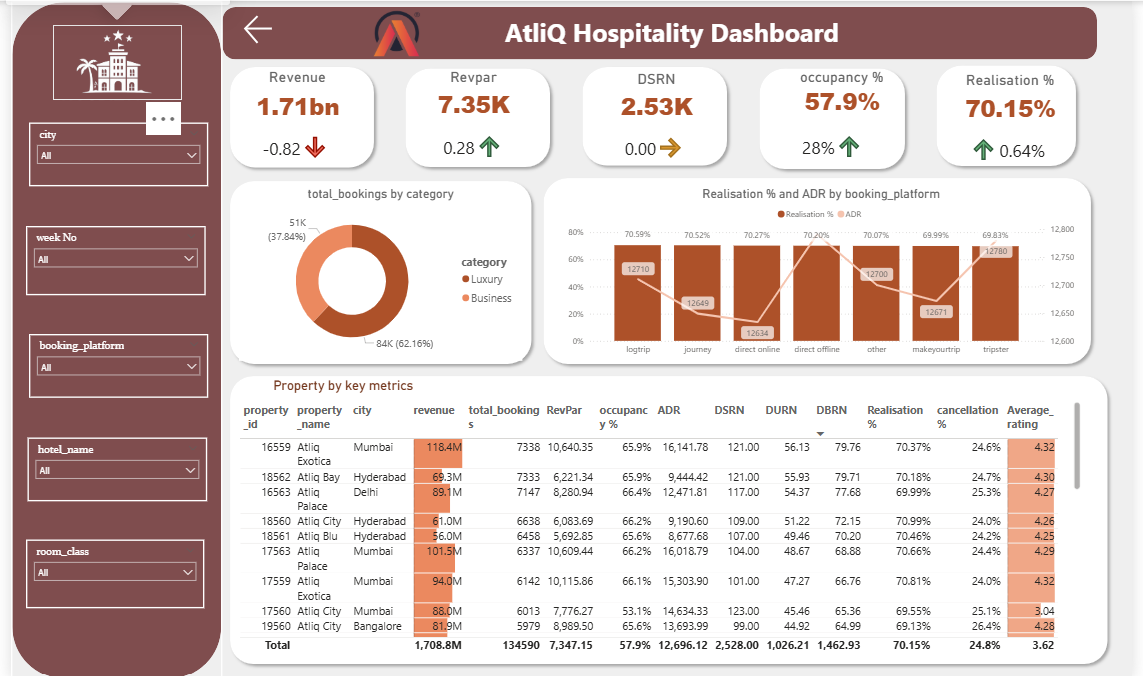 AtliQ Hospitality Dashboard
city
All
week No
All
booking_platform
All
hotel_name
All
room_class
All
Revenue
1.71bn
-0.82
Revpar
7.35K
0.28
DSRN
2.53K
0.00
occupancy %
57.9%
28%
Realisation %
70.15%
0.64%
total_bookings by category
51K
(37.84%)
84K (62.16%)
category
Luxury
Business
Realisation % and ADR by booking_platform
Realisation % ADR
80% 70.59% 70.52% 70.27% 70.20% 70.07% 69.99% 69.83% 12,800
60% 12710 12700 12780 12,750
40% 12649 12671 12,700
20% 12634 12,650
0% 12,600
logtrip journey direct online direct offline other makeyourtrip tripster
Property by key metrics
property property city revenue total_booking RevPar occupanc ADR DSRN DURN DBRN Realisation cancellation Average_
_id _name s y % % % rating
16559 Atliq Mumbai 118.4M 7338 10,640.35 65.9% 16,141.78 121.00 56.13 79.76 70.37% 24.6% 4.32
Exotica
18562 Atliq Bay Hyderabad 69.3M 7333 6,221.34 65.9% 9,444.42 121.00 55.93 79.71 70.18% 24.7% 4.30
16563 Atliq Delhi 89.1M 7147 8,280.94 66.4% 12,471.81 117.00 54.37 77.68 69.99% 25.3% 4.27
Palace
18560 Atliq City Hyderabad 61.0M 6638 6,083.69 66.2% 9,190.60 109.00 51.22 72.15 70.99% 24.0% 4.26
18561 Atliq Blu Hyderabad 56.0M 6458 5,692.85 65.6% 8,677.68 107.00 49.46 70.20 70.46% 24.2% 4.25
17563 Atliq Mumbai 101.5M 6337 10,609.44 66.2% 16,018.79 104.00 48.67 68.88 70.66% 24.4% 4.29
Palace
17559 Atliq Mumbai 94.0M 6142 10,115.86 66.1% 15,303.90 101.00 47.27 66.76 70.81% 24.0% 4.32
Exotica
17560 Atliq City Mumbai 88.0M 6013 7,776.27 53.1% 14,634.33 123.00 45.46 65.36 69.55% 25.1% 3.04
19560 Atliq City Bangalore 81.9M 5979 8,989.50 65.6% 13,693.99 99.00 44.92 64.99 69.13% 26.4% 4.28
Total 1,708.8M 134590 7,347.15 57.9% 12,696.12 2,528.00 1,026.21 1,462.93 70.15% 24.8% 3.62